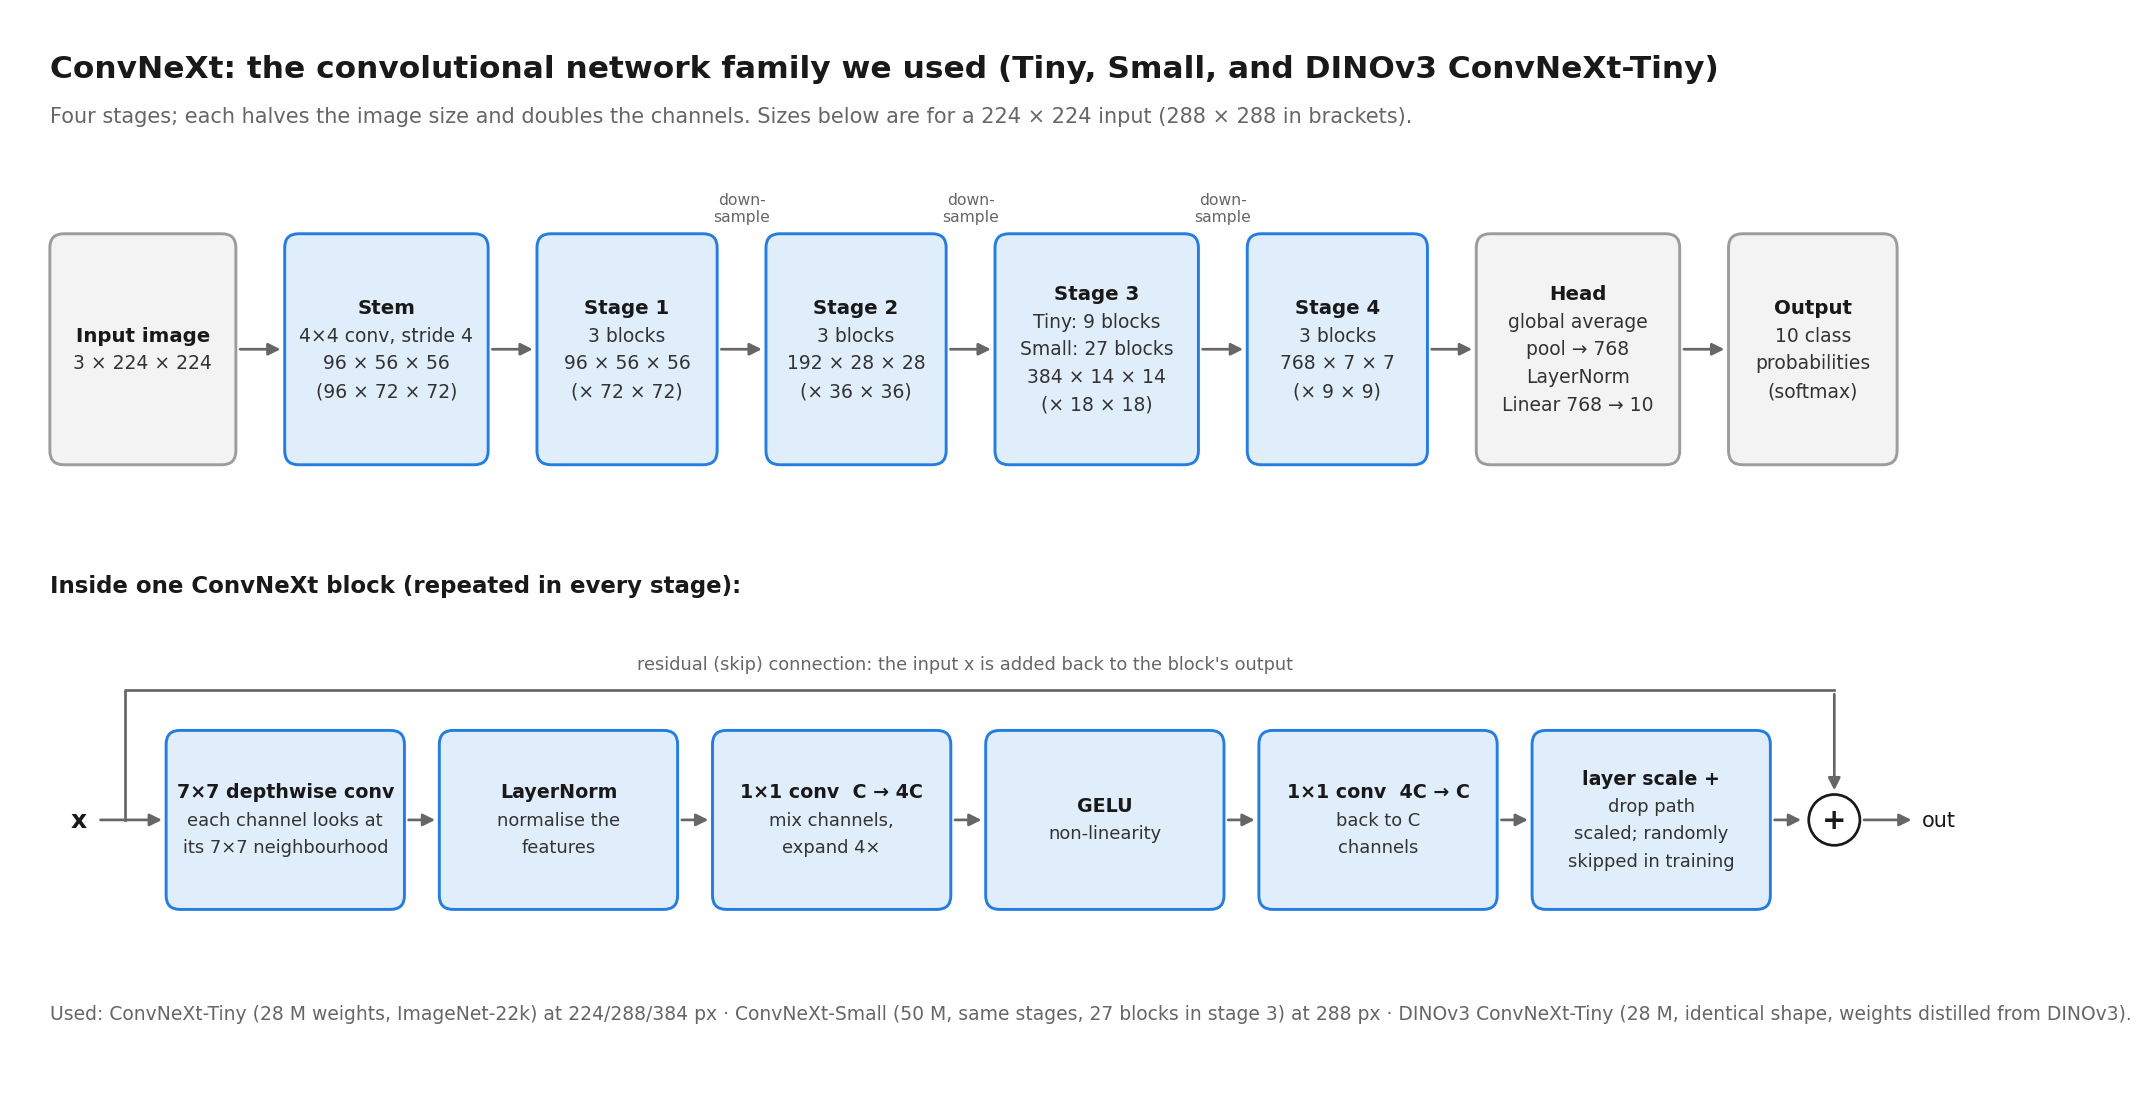 ConvNeXt: the convolutional network family we used (Tiny, Small, and DINOv3 ConvNeXt-Tiny)
Four stages; each halves the image size and doubles the channels. Sizes below are for a 224 × 224 input (288 × 288 in brackets).
down-
sample
down-
sample
down-
sample
Input image
3 × 224 × 224
Stem
4×4 conv, stride 4
96 × 56 × 56
(96 × 72 × 72)
Stage 1
3 blocks
96 × 56 × 56
(× 72 × 72)
Stage 2
3 blocks
192 × 28 × 28
(× 36 × 36)
Stage 3
Tiny: 9 blocks
Small: 27 blocks
384 × 14 × 14
(× 18 × 18)
Stage 4
3 blocks
768 × 7 × 7
(× 9 × 9)
Head
global average
pool → 768
LayerNorm
Linear 768 → 10
Output
10 class
probabilities
(softmax)
Inside one ConvNeXt block (repeated in every stage):
residual (skip) connection: the input x is added back to the block's output
x
7×7 depthwise conv
each channel looks at
its 7×7 neighbourhood
LayerNorm
normalise the
features
1×1 conv  C → 4C
mix channels,
expand 4×
GELU
non-linearity
1×1 conv  4C → C
back to C
channels
layer scale +
drop path
scaled; randomly
skipped in training
+
out
Used: ConvNeXt-Tiny (28 M weights, ImageNet-22k) at 224/288/384 px · ConvNeXt-Small (50 M, same stages, 27 blocks in stage 3) at 288 px · DINOv3 ConvNeXt-Tiny (28 M, identical shape, weights distilled from DINOv3).